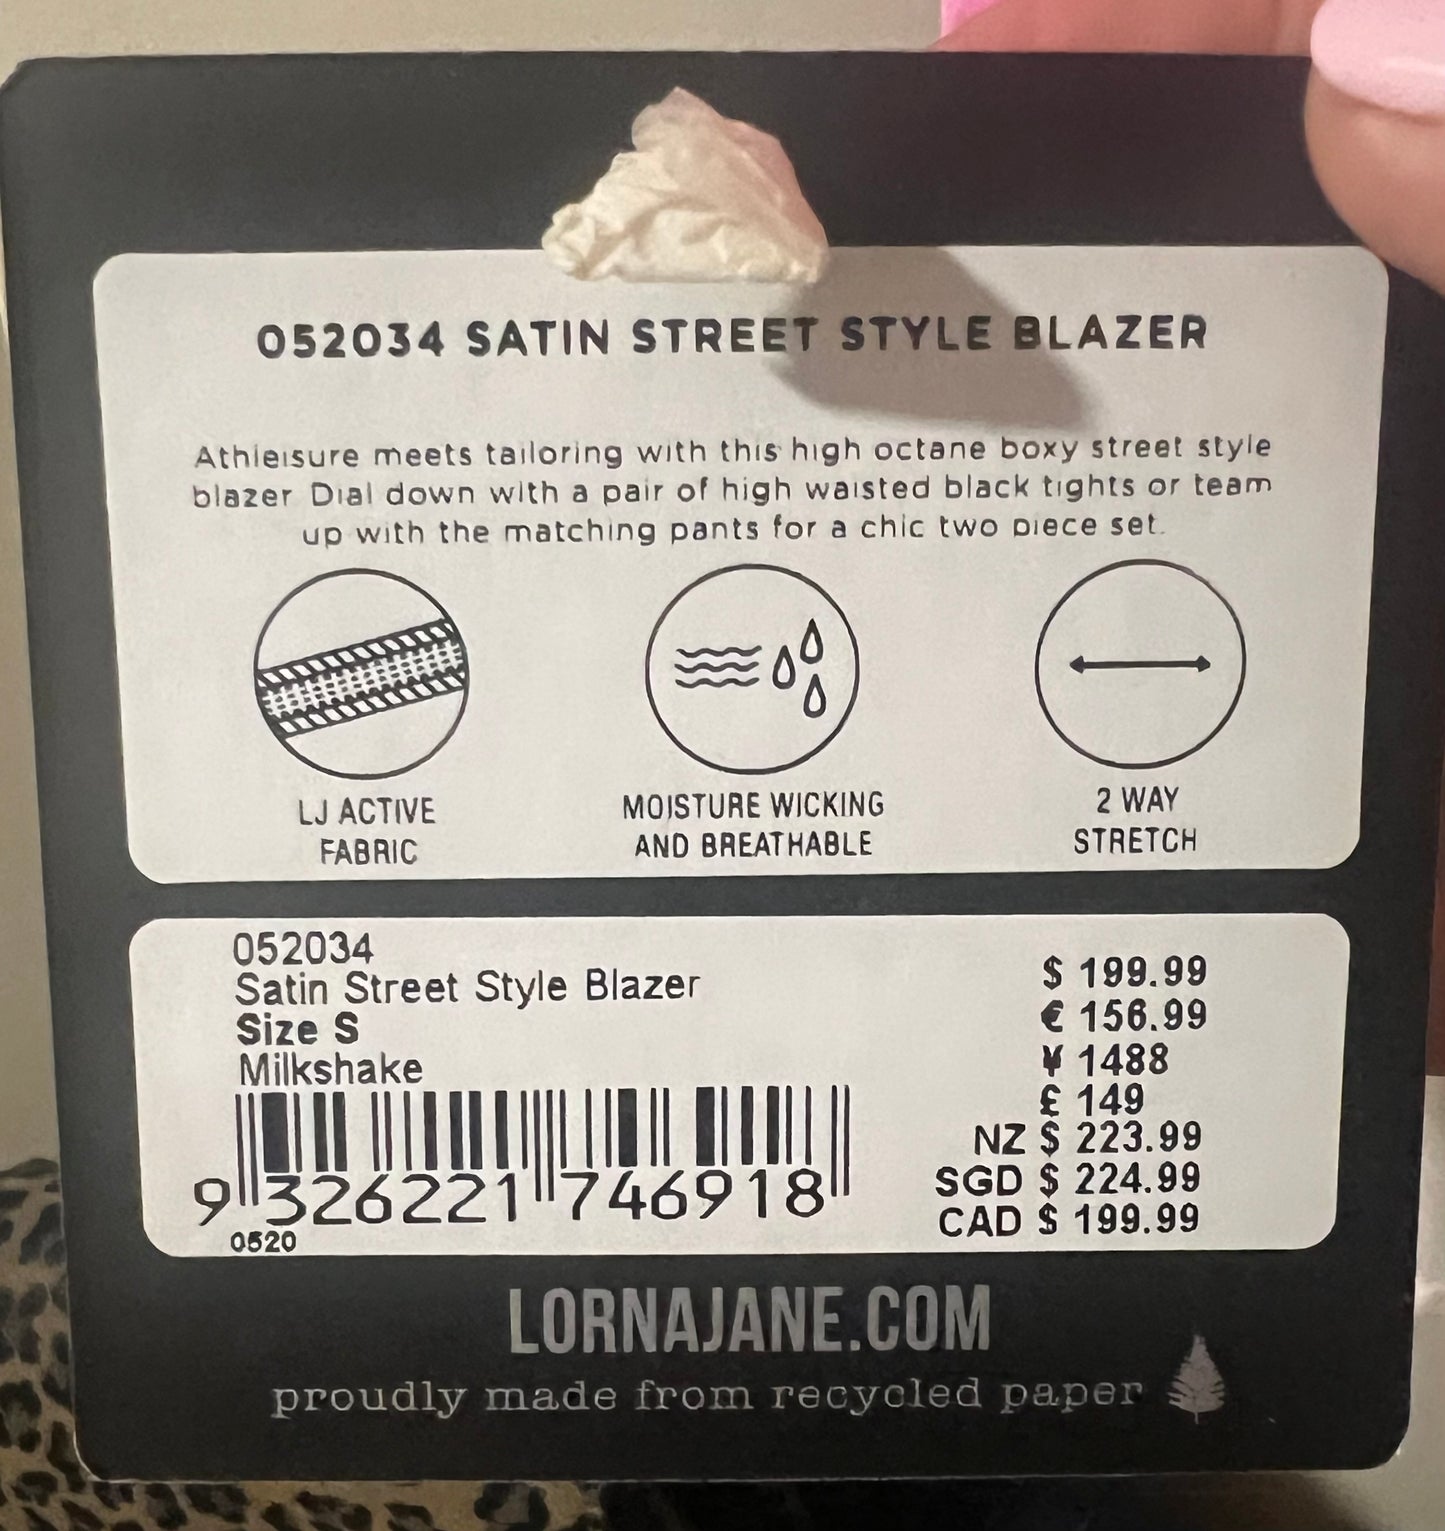 052034 SATIN STREET STYLE BLAZER
Athleisure meets tailoring with this high octane boxy street style
blazer Dial down with a pair of high waisted black tights or team
up with the matching pants for a chic two piece set.
LJ ACTIVE
FABRIC
MOISTURE WICKING
AND BREATHABLE
2 WAY
STRETCH
052034
Satin Street Style Blazer
Size S
Milkshake
9 326221 746918
0520
$ 199.99
€ 156.99
¥ 1488
£ 149
NZ $ 223.99
SGD $ 224.99
CAD $ 199.99
LORNAJANE.COM
proudly made from recycled paper